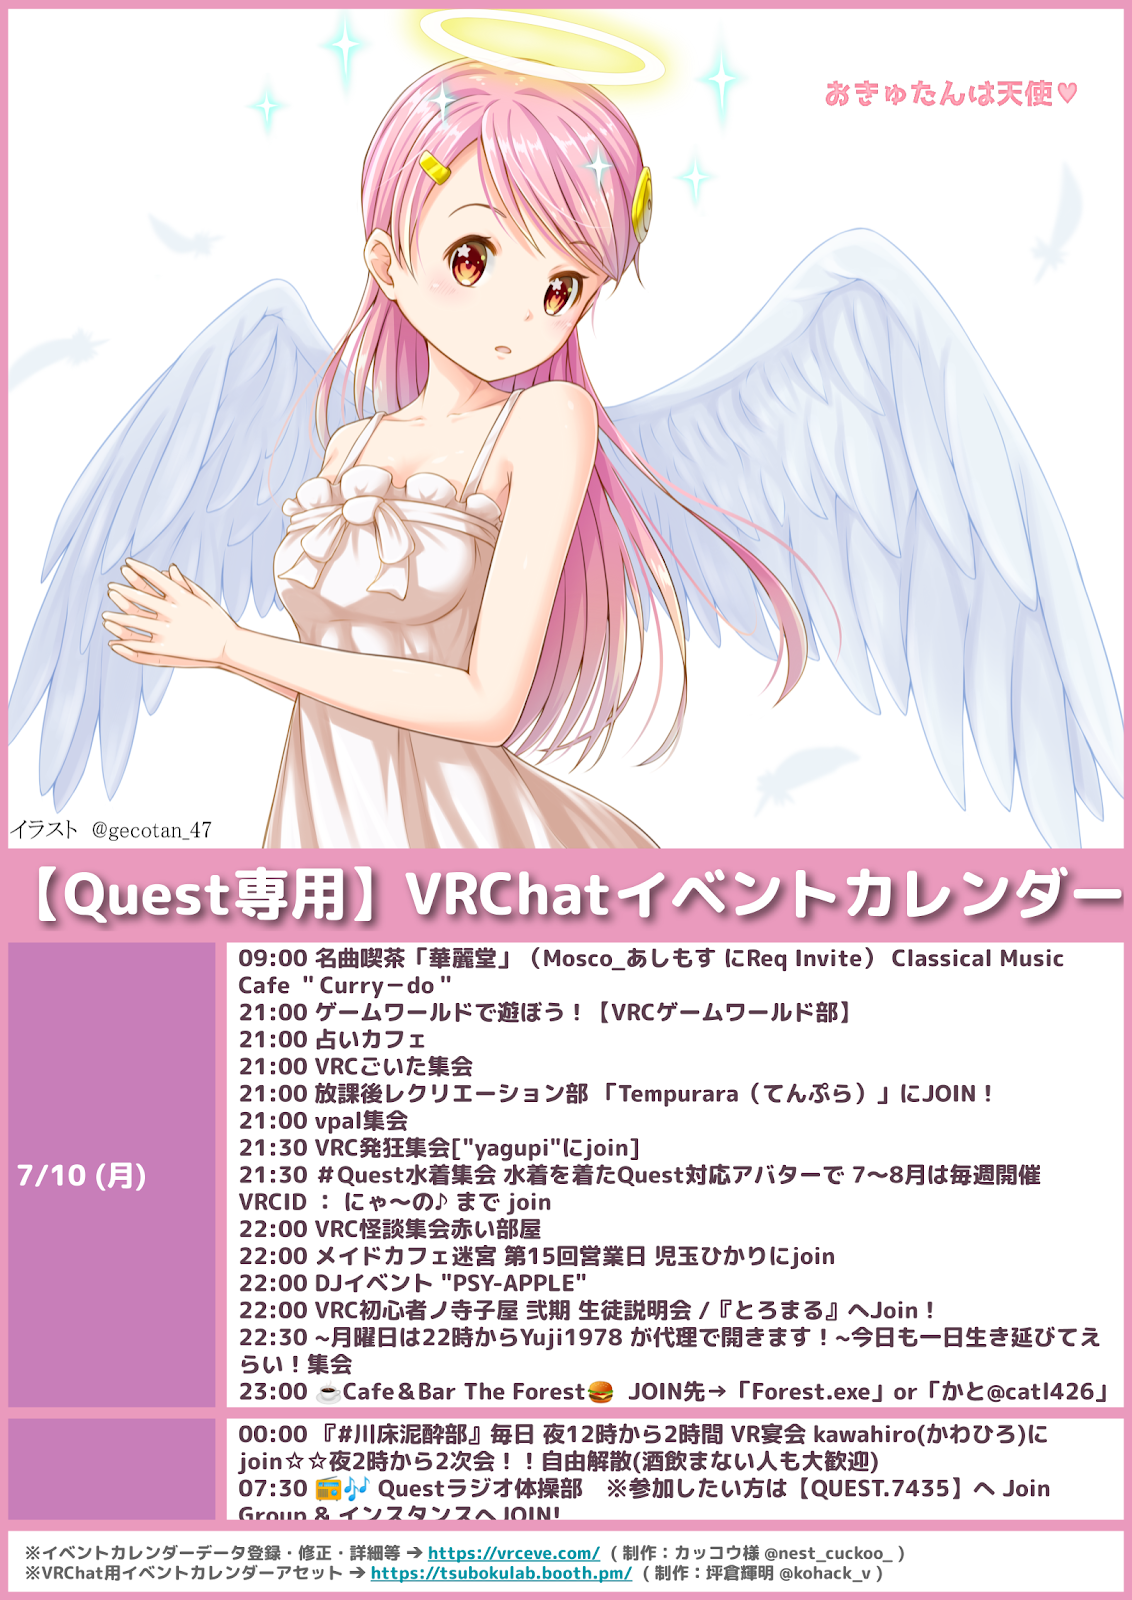 おきゅたんは天使♥
イラスト @gecotan_47
【Quest専用】VRChatイベントカレンダー
7/10 (月)
09:00 名曲喫茶「華麗堂」（Mosco_あしもす にReq Invite） Classical Music
Cafe ＂Curry－do＂
21:00 ゲームワールドで遊ぼう！【VRCゲームワールド部】
21:00 占いカフェ
21:00 VRCごいた集会
21:00 放課後レクリエーション部 「Tempurara（てんぷら）」にJOIN！
21:00 vpal集会
21:30 VRC発狂集会["yagupi"にjoin]
21:30 ＃Quest水着集会 水着を着たQuest対応アバターで 7～8月は毎週開催
VRCID ： にゃ～の♪ まで join
22:00 VRC怪談集会赤い部屋
22:00 メイドカフェ迷宮 第15回営業日 児玉ひかりにjoin
22:00 DJイベント "PSY-APPLE"
22:00 VRC初心者ノ寺子屋 弐期 生徒説明会 /『とろまる』へJoin！
22:30 ~月曜日は22時からYuji1978 が代理で開きます！~今日も一日生き延びてえ
らい！集会
23:00 ☕Cafe＆Bar The Forest🍔 JOIN先→「Forest.exe」or「かと@catl426」
00:00 『#川床泥酔部』毎日 夜12時から2時間 VR宴会 kawahiro(かわひろ)に
join☆☆夜2時から2次会！！自由解散(酒飲まない人も大歓迎)
07:30 📻🎶 Questラジオ体操部　※参加したい方は【QUEST.7435】へ Join
Group & インスタンスへJOIN!
※イベントカレンダーデータ登録・修正・詳細等 → https://vrceve.com/ （制作：カッコウ様 @nest_cuckoo_）
※VRChat用イベントカレンダーアセット → https://tsubokulab.booth.pm/ （制作：坪倉輝明 @kohack_v）